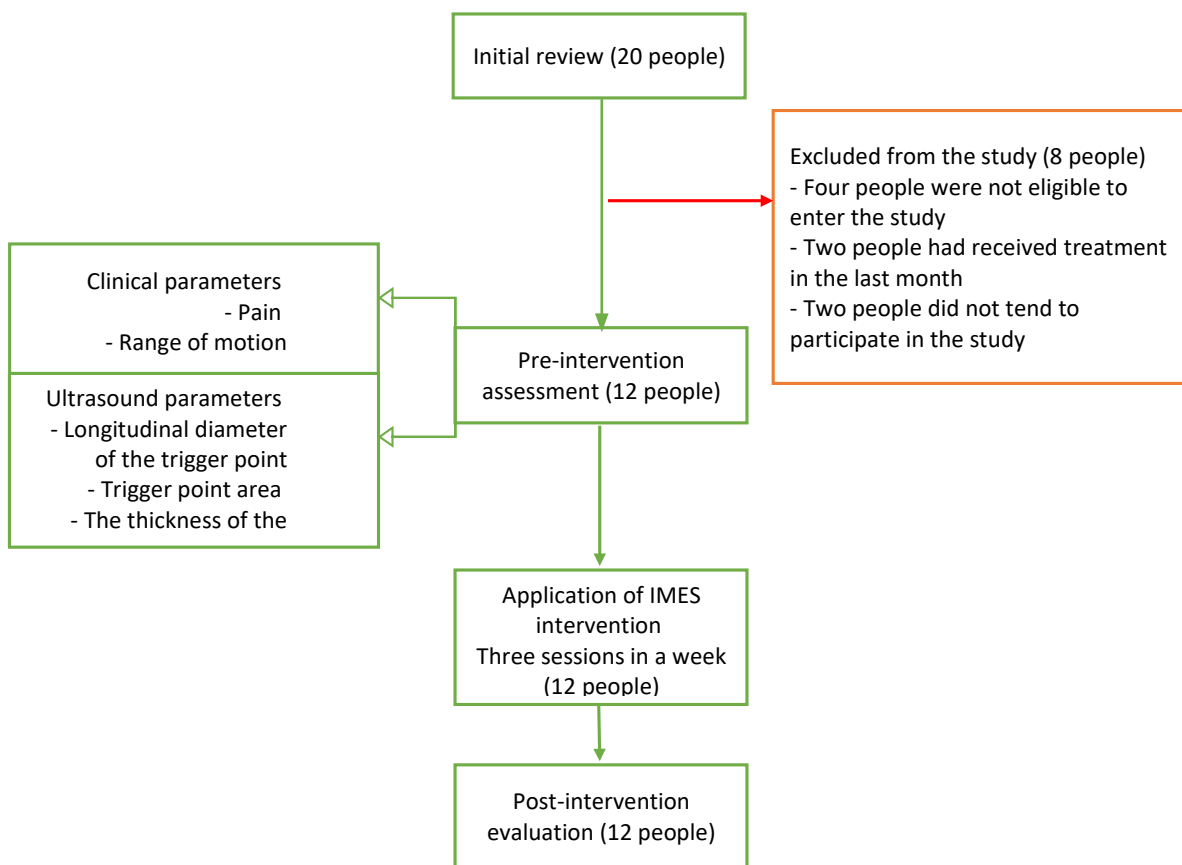 Initial review (20 people)
Excluded from the study (8 people)
- Four people were not eligible to
enter the study
- Two people had received treatment
in the last month
- Two people did not tend to
participate in the study
Clinical parameters
- Pain
- Range of motion
Ultrasound parameters
- Longitudinal diameter
of the trigger point
- Trigger point area
- The thickness of the
Pre-intervention
assessment (12 people)
Application of IMES
intervention
Three sessions in a week
(12 people)
Post-intervention
evaluation (12 people)